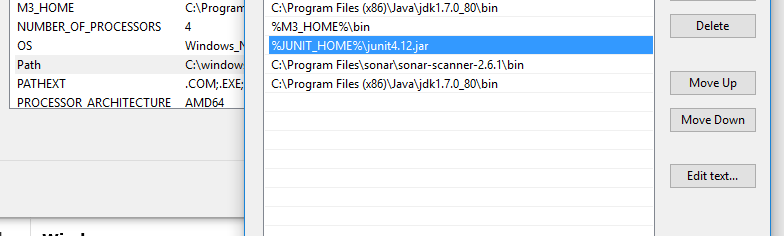 M3_HOME C:\Program
NUMBER_OF_PROCESSORS 4
OS Windows_N
Path C:\window
PATHEXT .COM;.EXE;
PROCESSOR_ARCHITECTURE AMD64
C:\Program Files (x86)\Java\jdk1.7.0_80\bin
%M3_HOME%\bin
%JUNIT_HOME%\junit4.12.jar
C:\Program Files\sonar\sonar-scanner-2.6.1\bin
C:\Program Files (x86)\Java\jdk1.7.0_80\bin
Delete
Move Up
Move Down
Edit text...